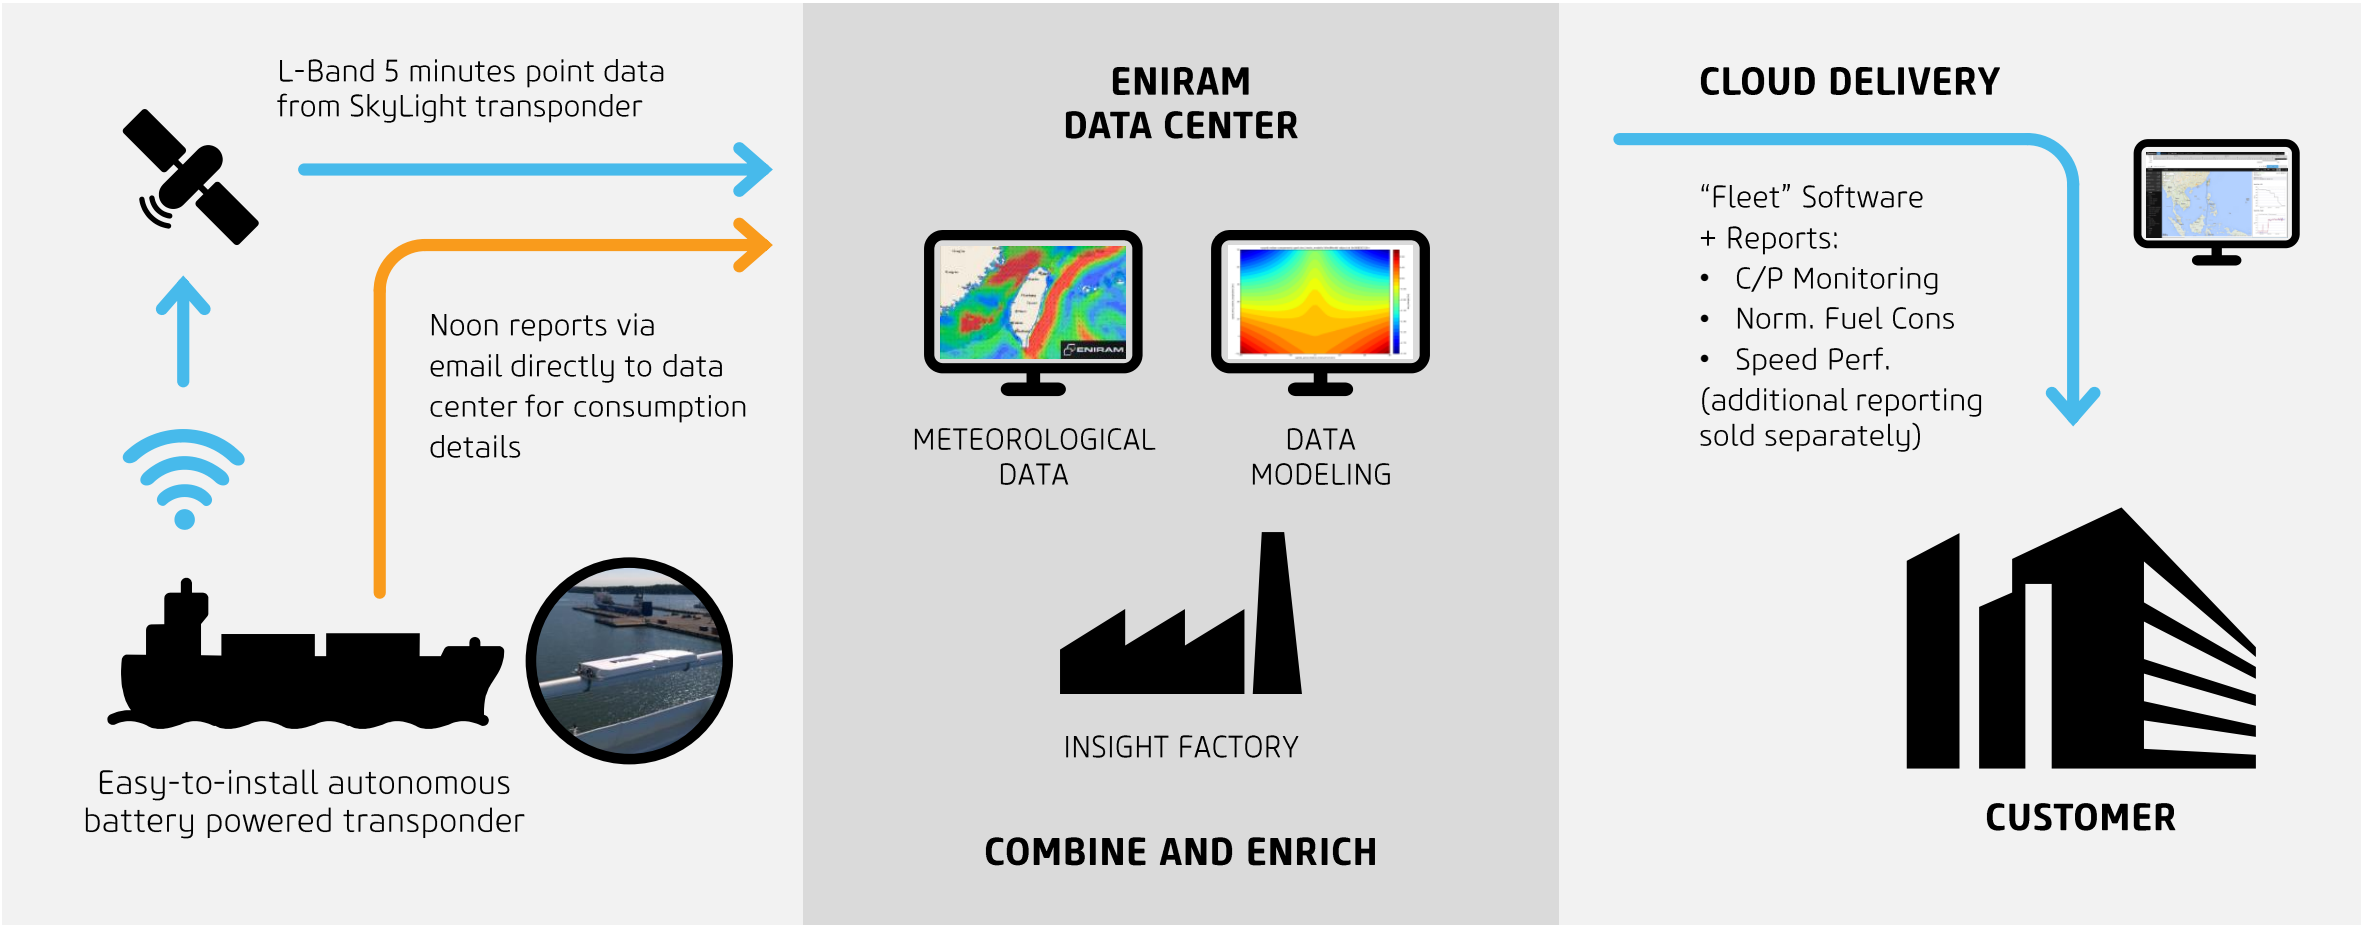 L-Band 5 minutes point data
from SkyLight transponder
Noon reports via
email directly to data
center for consumption
details
Easy-to-install autonomous
battery powered transponder
ENIRAM
DATA CENTER
ENIRAM
METEOROLOGICAL
DATA
DATA
MODELING
INSIGHT FACTORY
COMBINE AND ENRICH
CLOUD DELIVERY
“Fleet” Software
+ Reports:
• C/P Monitoring
• Norm. Fuel Cons
• Speed Perf.
(additional reporting
sold separately)
CUSTOMER